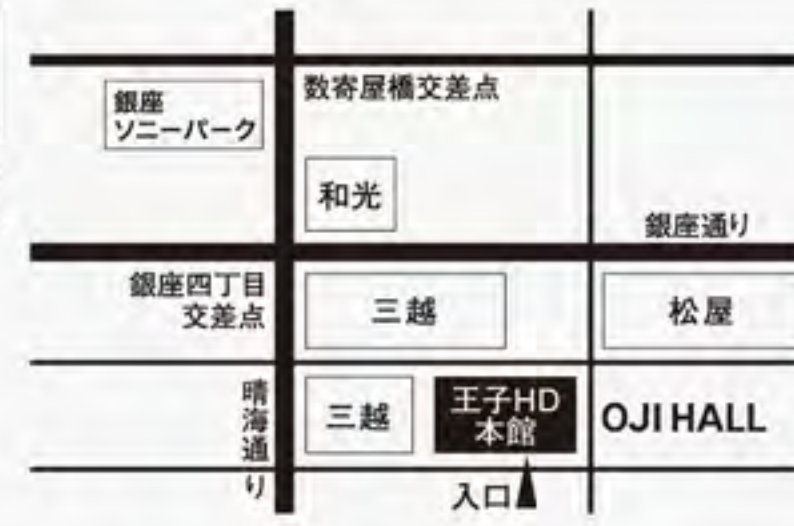 銀座
ソニーパーク
数寄屋橋交差点
和光
銀座通り
銀座四丁目
交差点
三越
松屋
晴海通り
三越
王子HD
本館
OJI HALL
入口